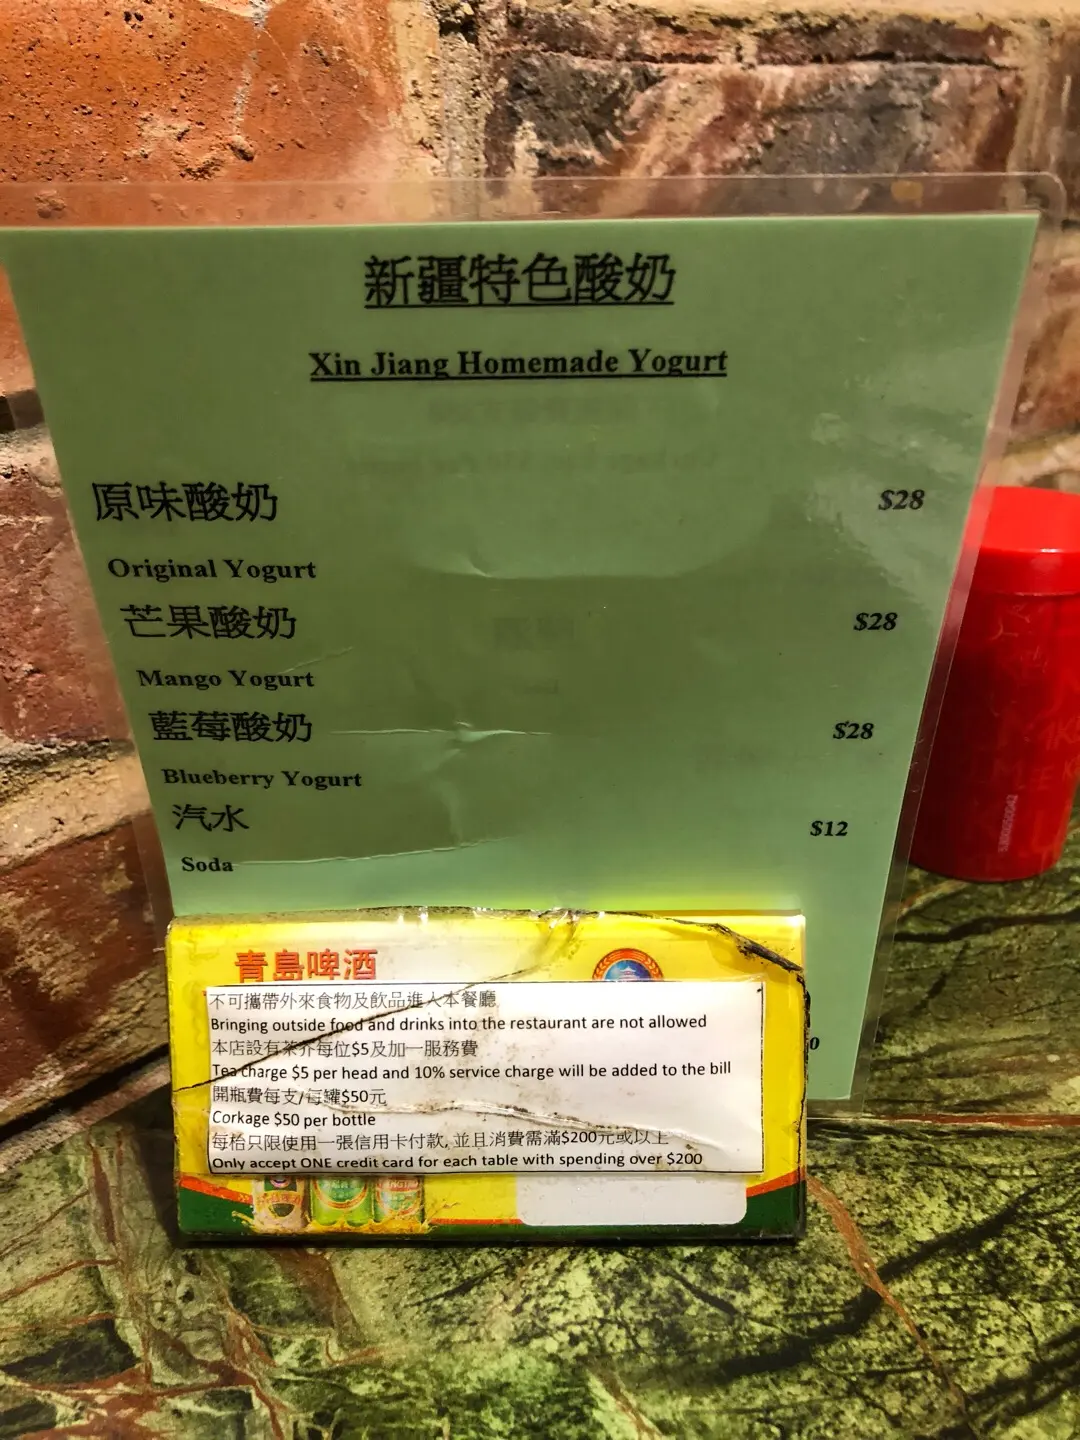 新疆特色酸奶
Xin Jiang Homemade Yogurt
原味酸奶 $28
Original Yogurt
芒果酸奶 $28
Mango Yogurt
藍莓酸奶 $28
Blueberry Yogurt
汽水 $12
Soda
青島啤酒
不可攜帶外來食物及飲品進入本餐廳
Bringing outside food and drinks into the restaurant are not allowed
本店設有茶芥每位$5及加一服務費
Tea charge $5 per head and 10% service charge will be added to the bill
開瓶費每支/每罐$50元
Corkage $50 per bottle
每枱只限使用一張信用卡付款, 並且消費需滿$200元或以上
Only accept ONE credit card for each table with spending over $200